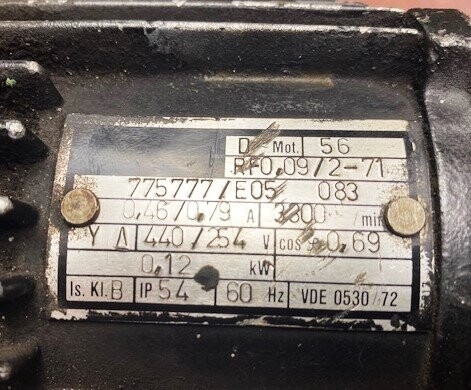 D Mot. 56
RF0,09/2-71
775777/E05 083
0,46/0,79 A 3300 /min
Y Δ 440/254 V cos φ 0,69
0,12 kW
Is. Kl. B IP 54 60 Hz VDE 0530/72